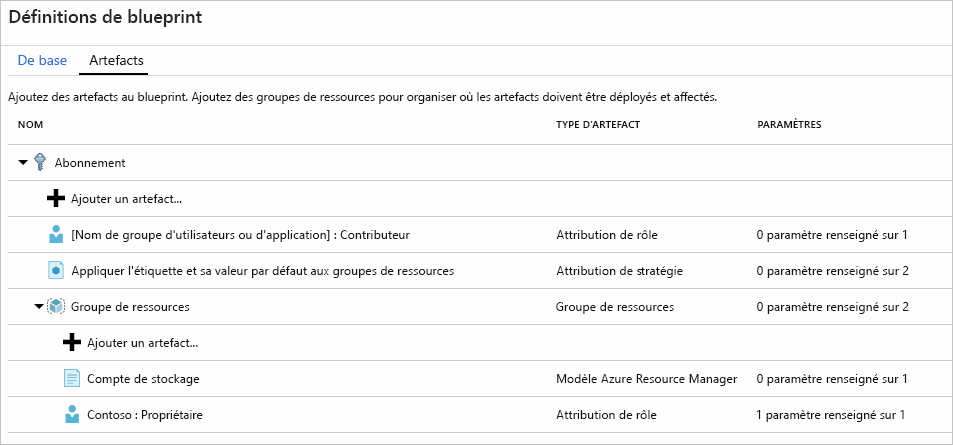 Définitions de blueprint
De base Artefacts
Ajoutez des artefacts au blueprint. Ajoutez des groupes de ressources pour organiser où les artefacts doivent être déployés et affectés.
NOM TYPE D'ARTEFACT PARAMÈTRES
Abonnement
Ajouter un artefact...
[Nom de groupe d'utilisateurs ou d'application] : Contributeur Attribution de rôle 0 paramètre renseigné sur 1
Appliquer l'étiquette et sa valeur par défaut aux groupes de ressources Attribution de stratégie 0 paramètre renseigné sur 2
Groupe de ressources Groupe de ressources 0 paramètre renseigné sur 2
Ajouter un artefact...
Compte de stockage Modèle Azure Resource Manager 0 paramètre renseigné sur 1
Contoso : Propriétaire Attribution de rôle 1 paramètre renseigné sur 1